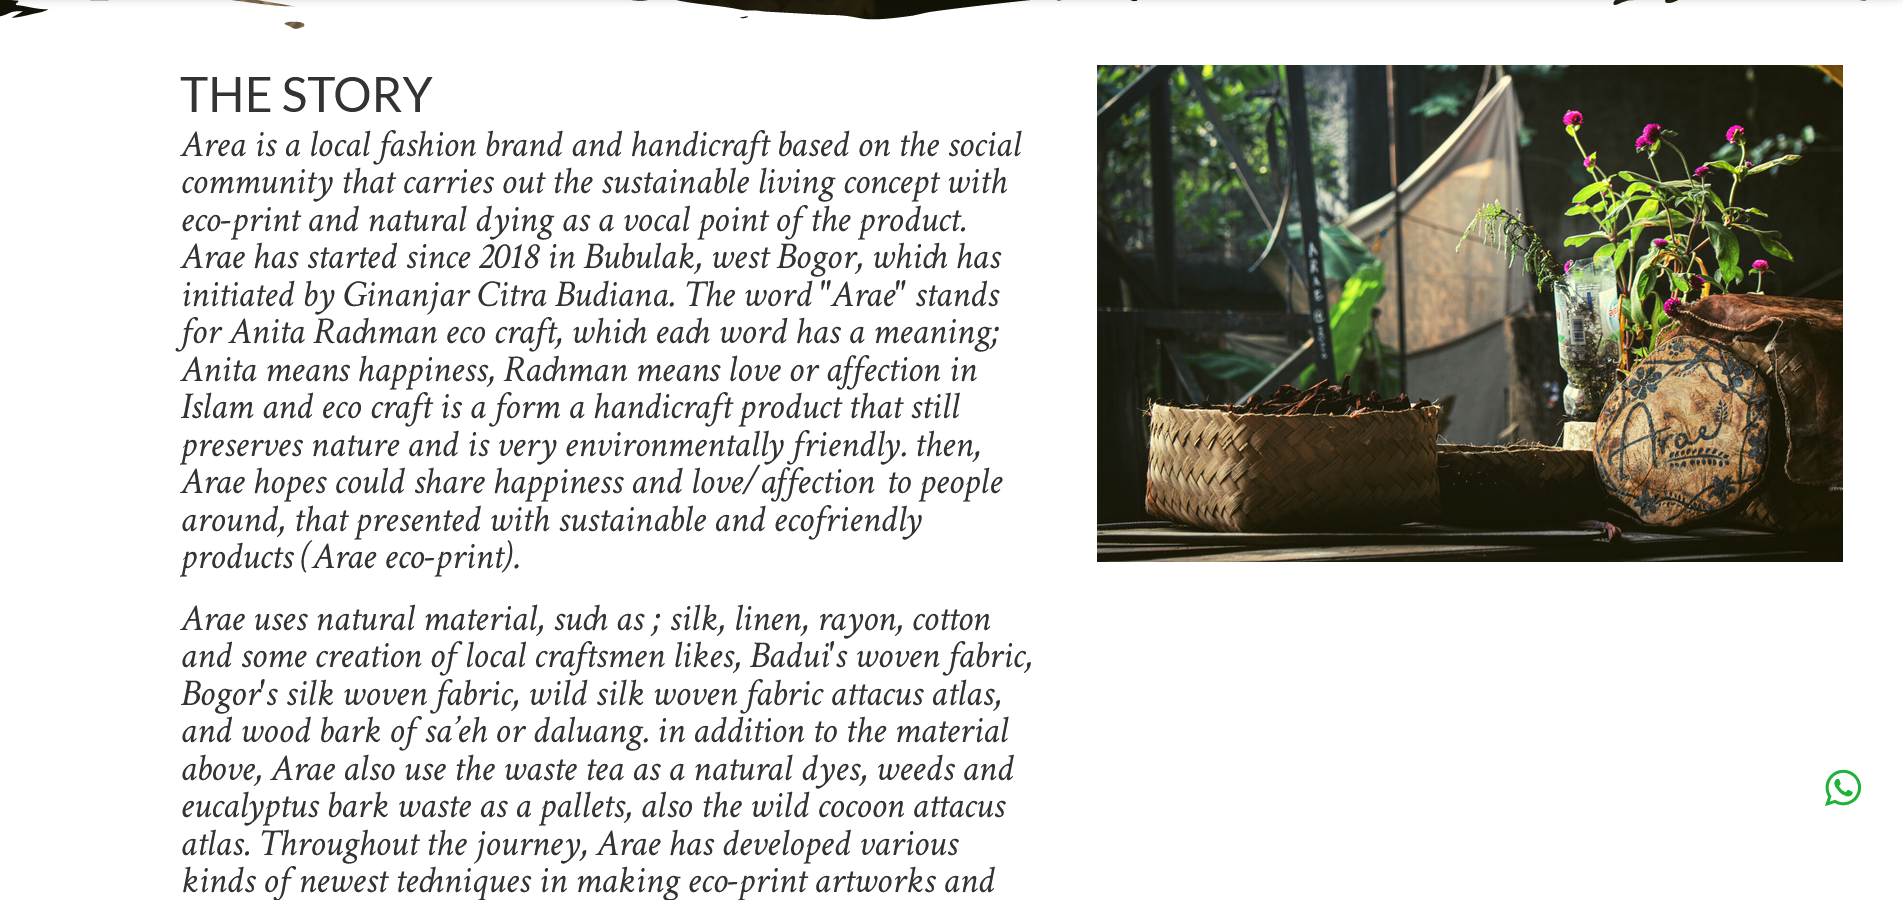 THE STORY
Area is a local fashion brand and handicraft based on the social
community that carries out the sustainable living concept with
eco-print and natural dying as a vocal point of the product.
Arae has started since 2018 in Bubulak, west Bogor, which has
initiated by Ginanjar Citra Budiana. The word "Arae" stands
for Anita Rachman eco craft, which each word has a meaning;
Anita means happiness, Rachman means love or affection in
Islam and eco craft is a form a handicraft product that still
preserves nature and is very environmentally friendly. then,
Arae hopes could share happiness and love/ affection to people
around, that presented with sustainable and ecofriendly
products (Arae eco-print).
Arae uses natural material, such as ; silk, linen, rayon, cotton
and some creation of local craftsmen likes, Badui's woven fabric,
Bogor's silk woven fabric, wild silk woven fabric attacus atlas,
and wood bark of sa’eh or daluang. in addition to the material
above, Arae also use the waste tea as a natural dyes, weeds and
eucalyptus bark waste as a pallets, also the wild cocoon attacus
atlas. Throughout the journey, Arae has developed various
kinds of newest techniques in making eco-print artworks and
Arae